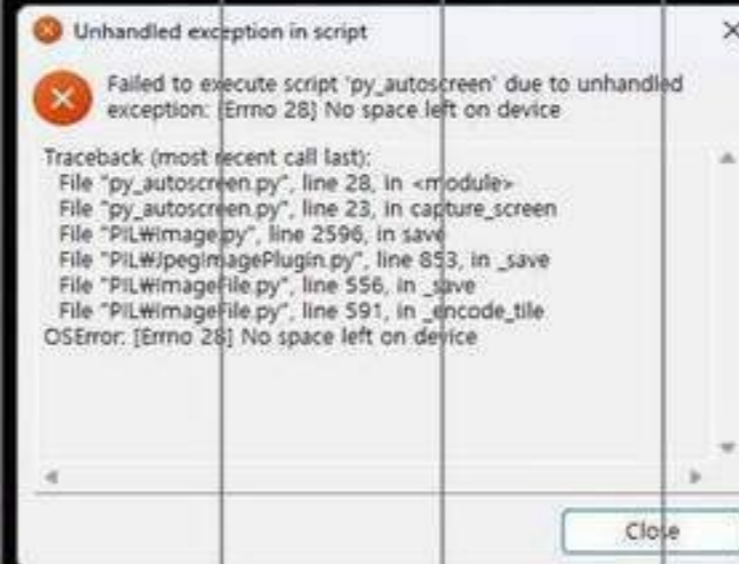 Unhandled exception in script
Failed to execute script 'py_autoscreen' due to unhandled
exception: [Errno 28] No space left on device
Traceback (most recent call last):
File "py_autoscreen.py", line 28, in <module>
File "py_autoscreen.py", line 23, in capture_screen
File "PIL₩Image.py", line 2596, in save
File "PIL₩JpegImagePlugin.py", line 853, in _save
File "PIL₩ImageFile.py", line 556, in _save
File "PIL₩ImageFile.py", line 591, in _encode_tile
OSError: [Errno 28] No space left on device
Close